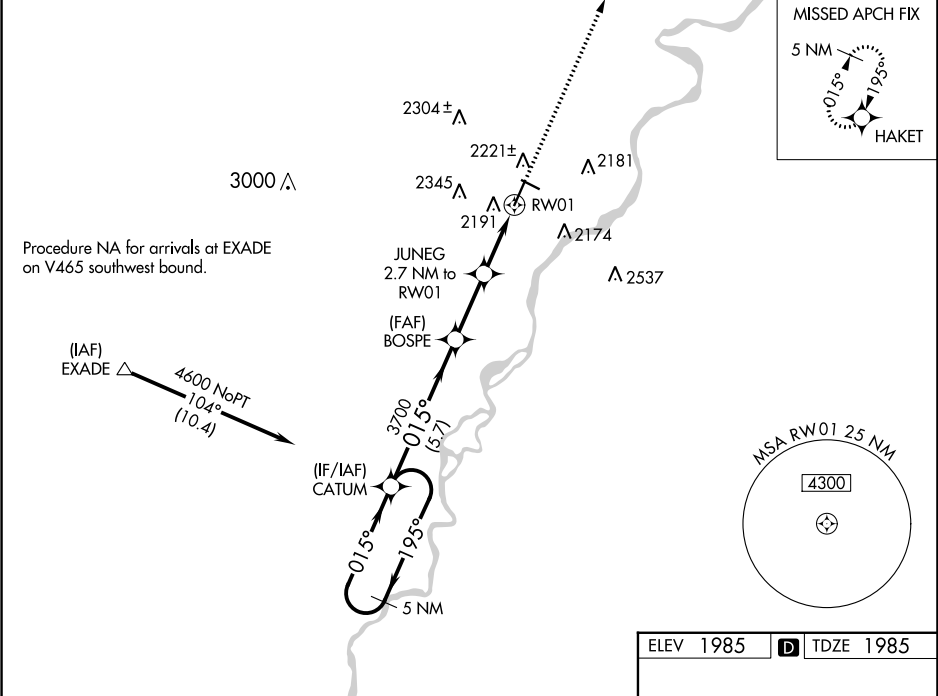 MISSED APCH FIX
5 NM
015°
195°
HAKET
2304±
2221±
2181
3000
2345
RW01
2191
2174
Procedure NA for arrivals at EXADE
on V465 southwest bound.
JUNEG
2.7 NM to
RW01
2537
(FAF)
BOSPE
(IAF)
EXADE
4600 NoPT
104°
(10.4)
3700
015°
(5.7)
MSA RW01 25 NM
4300
(IF/IAF)
CATUM
015°
195°
5 NM
ELEV 1985 D TDZE 1985